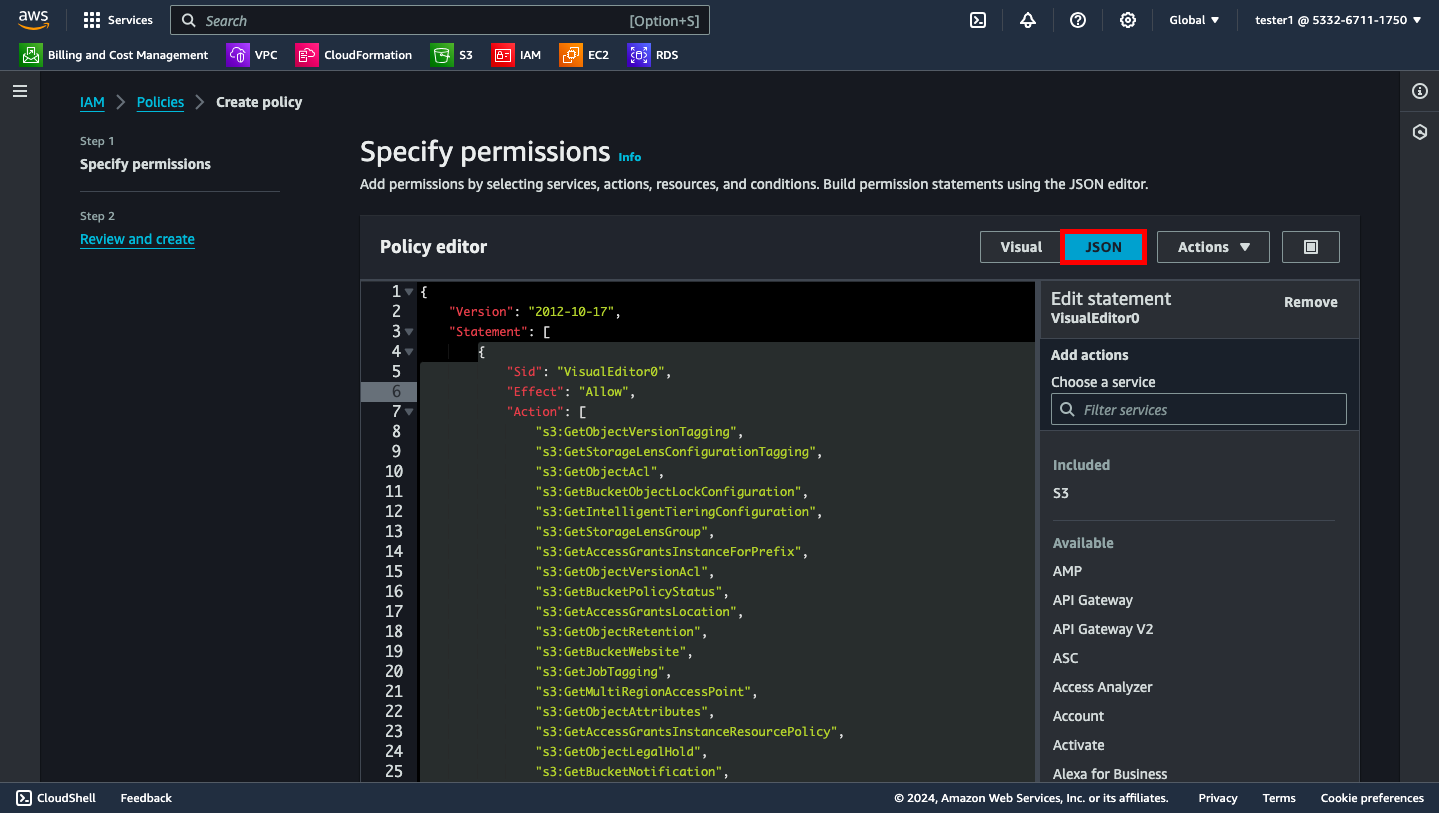 aws
Services
Search
[Option+S]
Global
tester1 @ 5332-6711-1750
Billing and Cost Management
VPC
CloudFormation
S3
IAM
EC2
RDS
IAM
Policies
Create policy
Step 1
Specify permissions
Step 2
Review and create
Specify permissions Info
Add permissions by selecting services, actions, resources, and conditions. Build permission statements using the JSON editor.
Policy editor
Visual
JSON
Actions
1 {
2 "Version": "2012-10-17",
3 "Statement": [
4 {
5 "Sid": "VisualEditor0",
6 "Effect": "Allow",
7 "Action": [
8 "s3:GetObjectVersionTagging",
9 "s3:GetStorageLensConfigurationTagging",
10 "s3:GetObjectAcl",
11 "s3:GetBucketObjectLockConfiguration",
12 "s3:GetIntelligentTieringConfiguration",
13 "s3:GetStorageLensGroup",
14 "s3:GetAccessGrantsInstanceForPrefix",
15 "s3:GetObjectVersionAcl",
16 "s3:GetBucketPolicyStatus",
17 "s3:GetAccessGrantsLocation",
18 "s3:GetObjectRetention",
19 "s3:GetBucketWebsite",
20 "s3:GetJobTagging",
21 "s3:GetMultiRegionAccessPoint",
22 "s3:GetObjectAttributes",
23 "s3:GetAccessGrantsInstanceResourcePolicy",
24 "s3:GetObjectLegalHold",
25 "s3:GetBucketNotification",
Edit statement
VisualEditor0
Remove
Add actions
Choose a service
Filter services
Included
S3
Available
AMP
API Gateway
API Gateway V2
ASC
Access Analyzer
Account
Activate
Alexa for Business
CloudShell
Feedback
© 2024, Amazon Web Services, Inc. or its affiliates.
Privacy
Terms
Cookie preferences